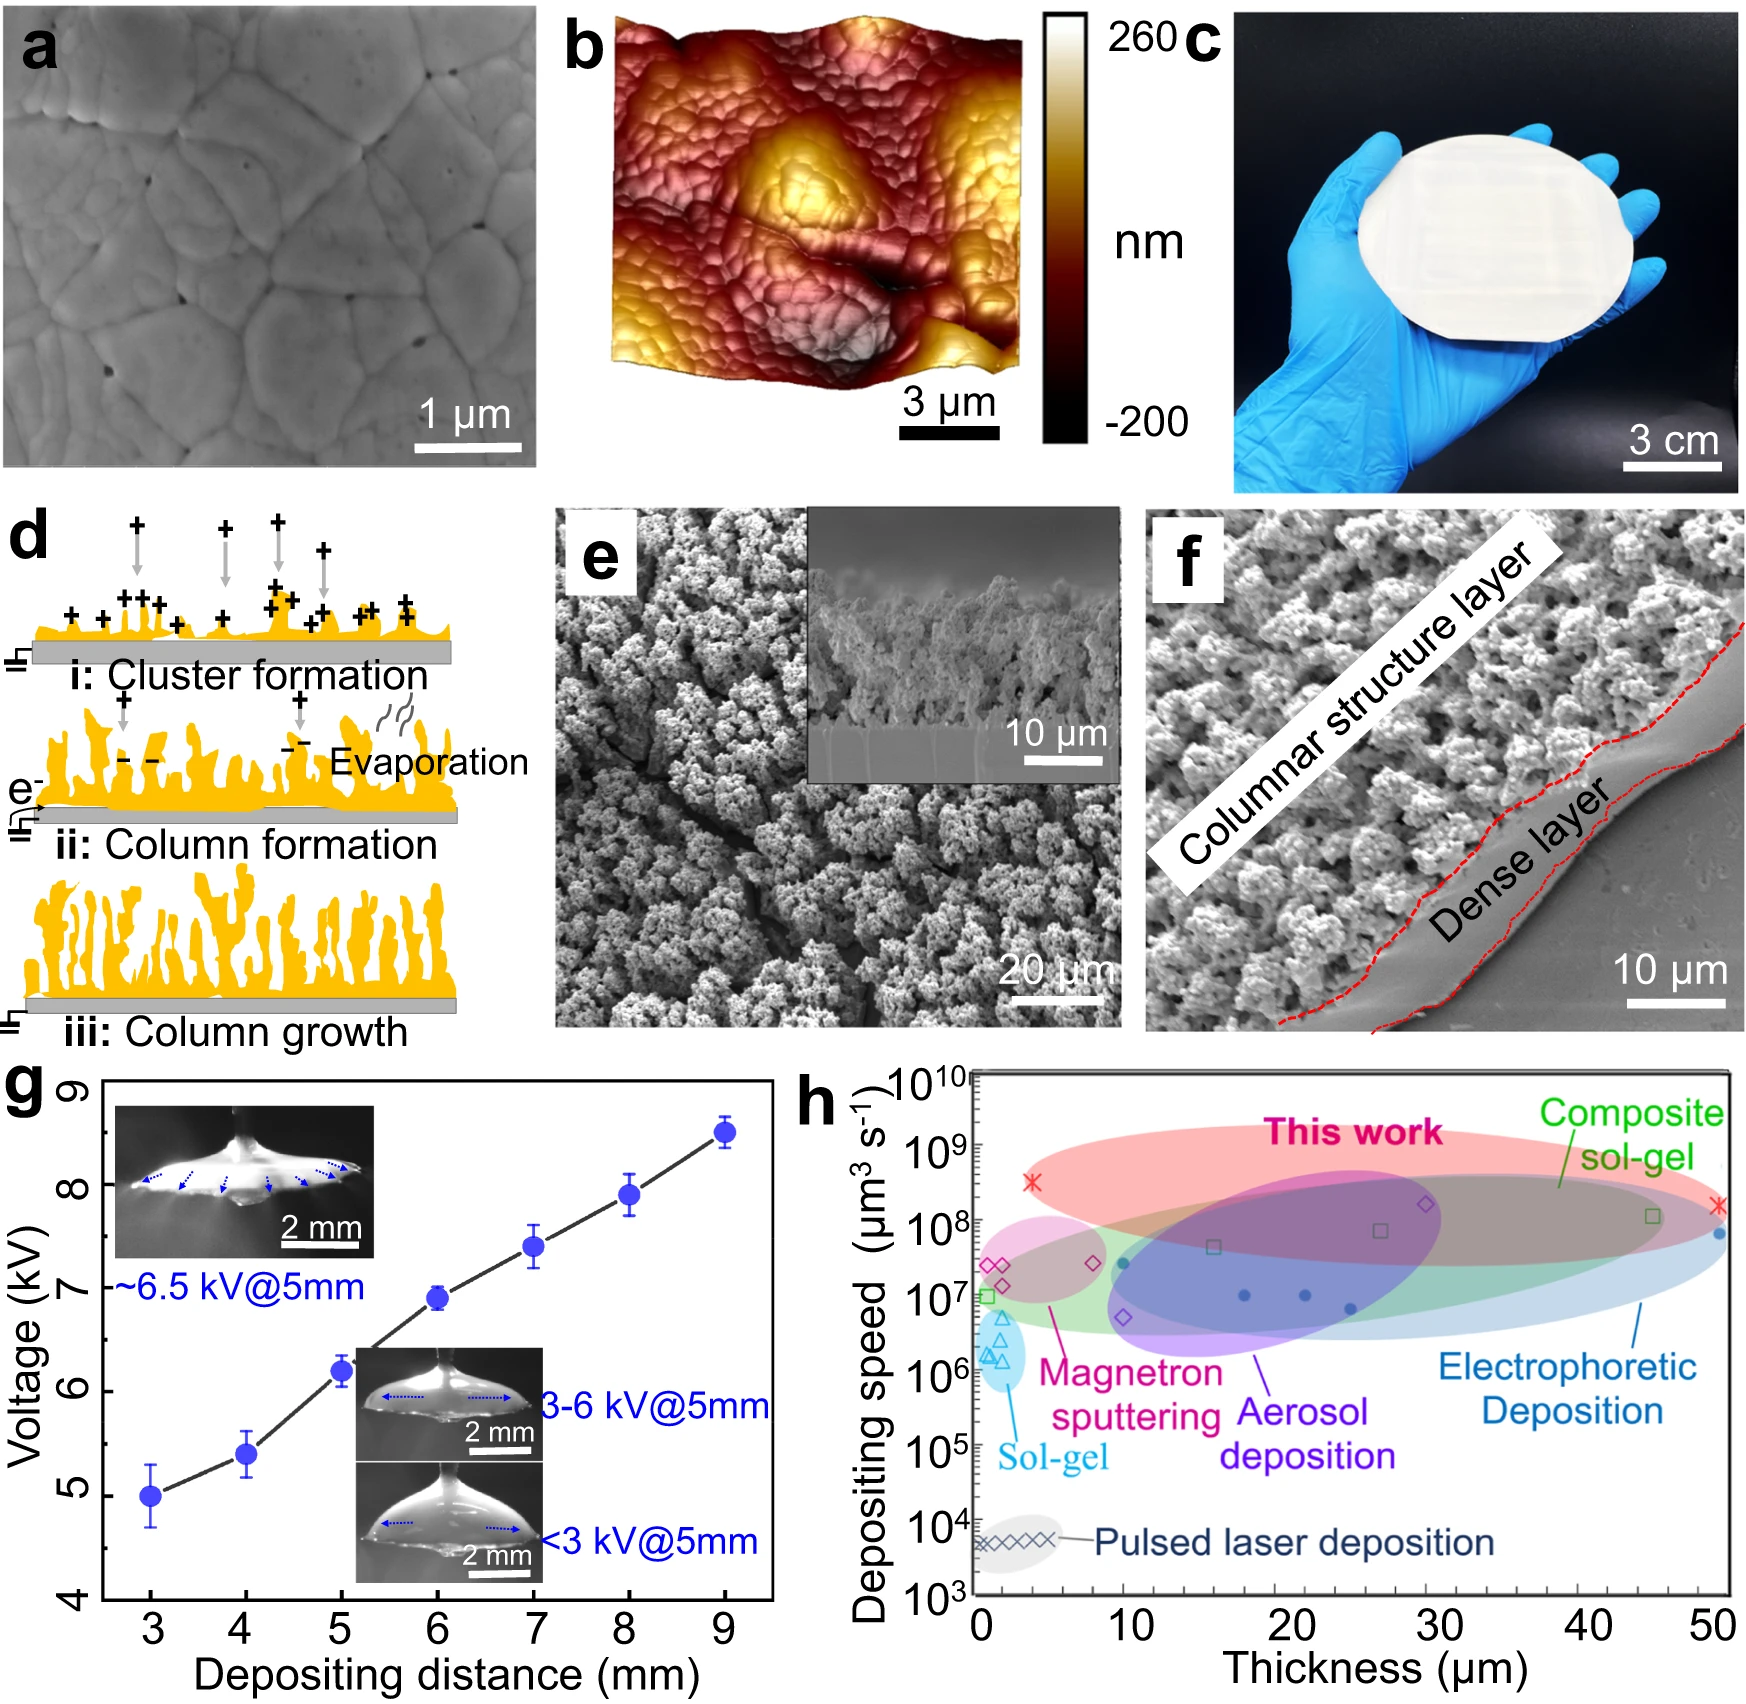 a
1 μm
b
260
nm
-200
3 μm
c
3 cm
d
i: Cluster formation
Evaporation
e-
ii: Column formation
iii: Column growth
e
10 μm
20 μm
f
Columnar structure layer
Dense layer
10 μm
g
Voltage (kV)
9
8
7
6
5
4
2 mm
~6.5 kV@5mm
2 mm
3-6 kV@5mm
2 mm
<3 kV@5mm
3 4 5 6 7 8 9
Depositing distance (mm)
h
Depositing speed (μm³ s⁻¹)
10¹⁰
10⁹
10⁸
10⁷
10⁶
10⁵
10⁴
10³
This work
Composite
sol-gel
Magnetron
sputtering
Sol-gel
Aerosol
deposition
Electrophoretic
Deposition
Pulsed laser deposition
0 10 20 30 40 50
Thickness (μm)